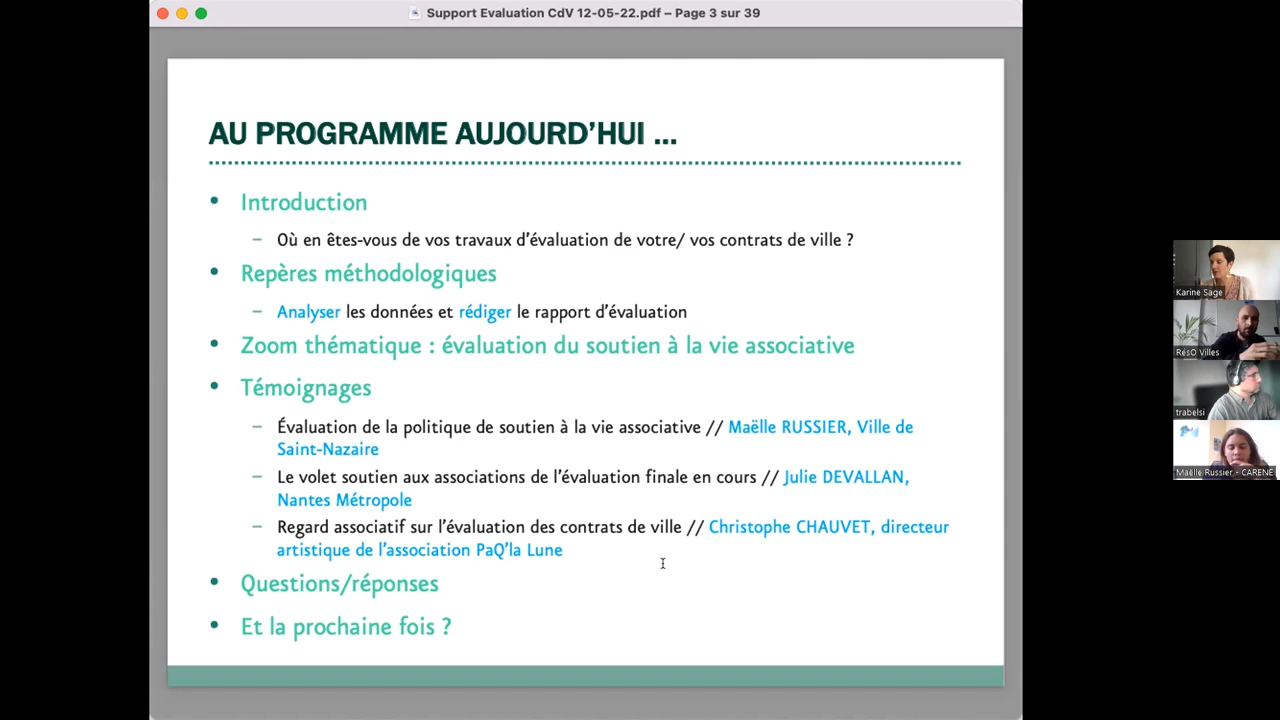 Support Evaluation CdV 12-05-22.pdf – Page 3 sur 39
AU PROGRAMME AUJOURD’HUI …
• Introduction
– Où en êtes-vous de vos travaux d’évaluation de votre/ vos contrats de ville ?
• Repères méthodologiques
– Analyser les données et rédiger le rapport d’évaluation
• Zoom thématique : évaluation du soutien à la vie associative
• Témoignages
– Évaluation de la politique de soutien à la vie associative // Maëlle RUSSIER, Ville de
Saint-Nazaire
– Le volet soutien aux associations de l’évaluation finale en cours // Julie DEVALLAN,
Nantes Métropole
– Regard associatif sur l’évaluation des contrats de ville // Christophe CHAUVET, directeur
artistique de l’association PaQ’la Lune
• Questions/réponses
• Et la prochaine fois ?
Karine Sage
RésO Villes
trabelsi
Maëlle Russier - CARENE